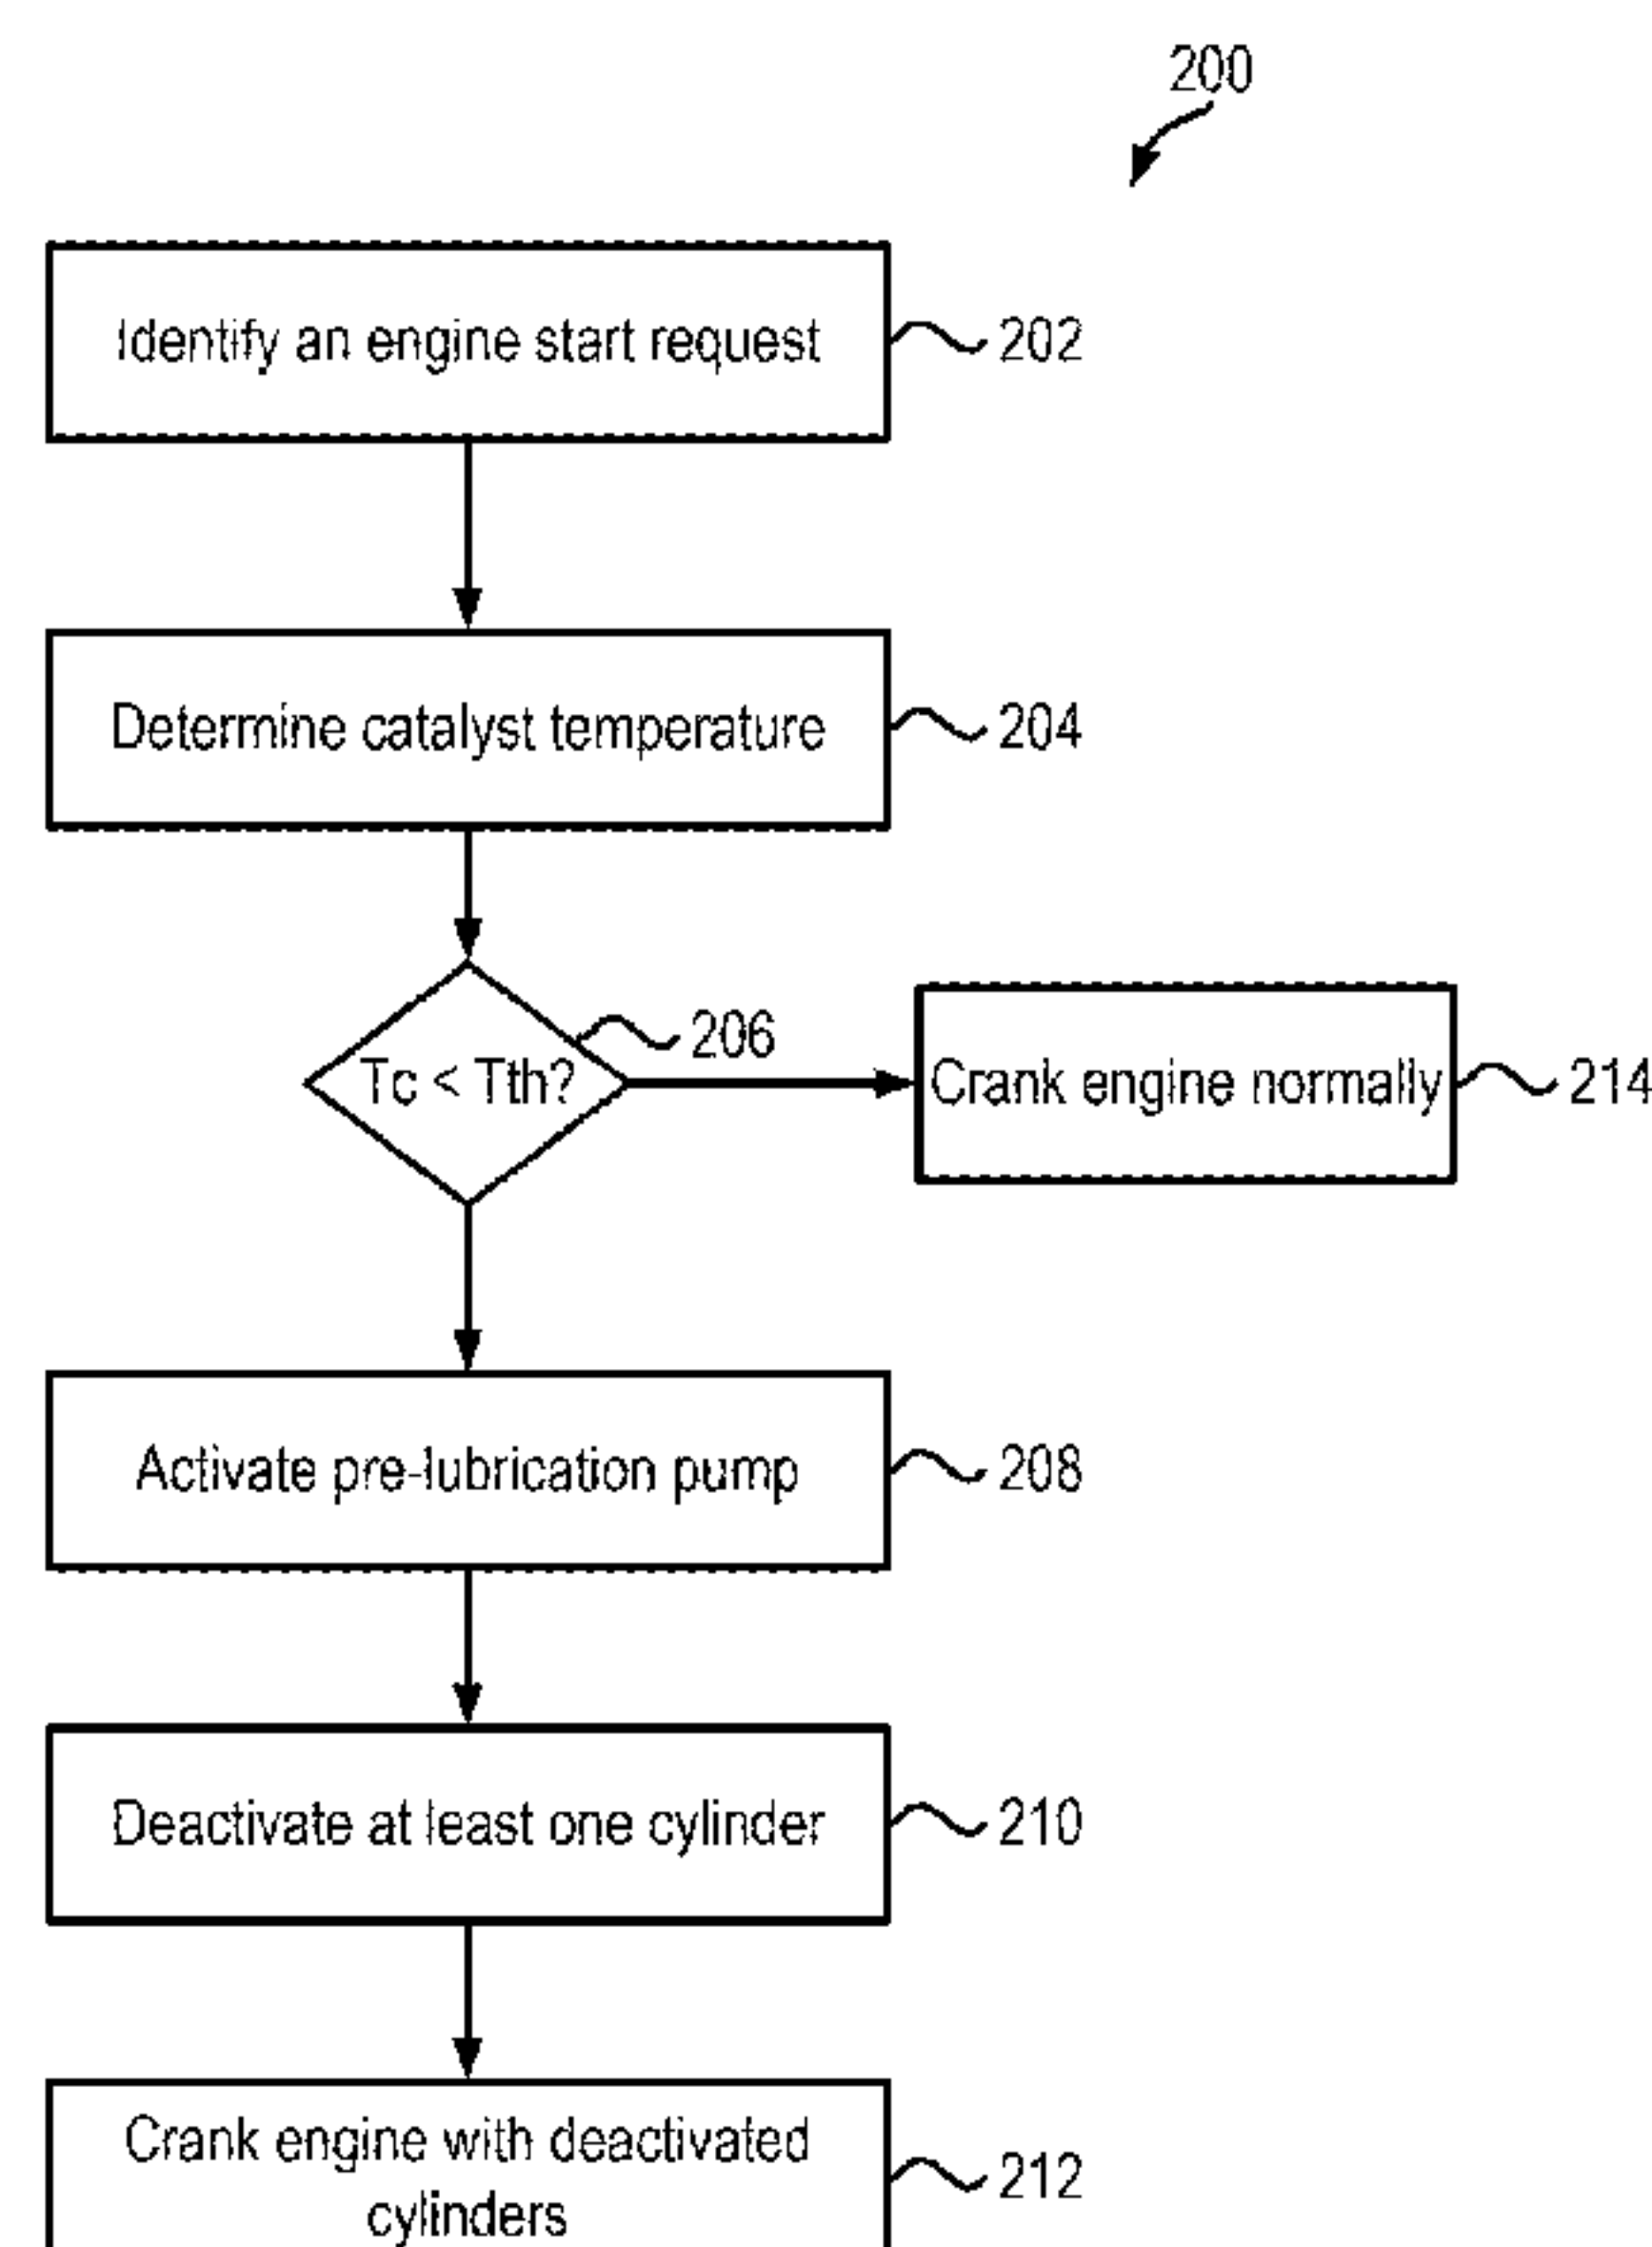 200
Identify an engine start request
202
Determine catalyst temperature
204
206
Tc < Tth?
Crank engine normally
214
Activate pre-lubrication pump
208
Deactivate at least one cylinder
210
Crank engine with deactivated
cylinders
212